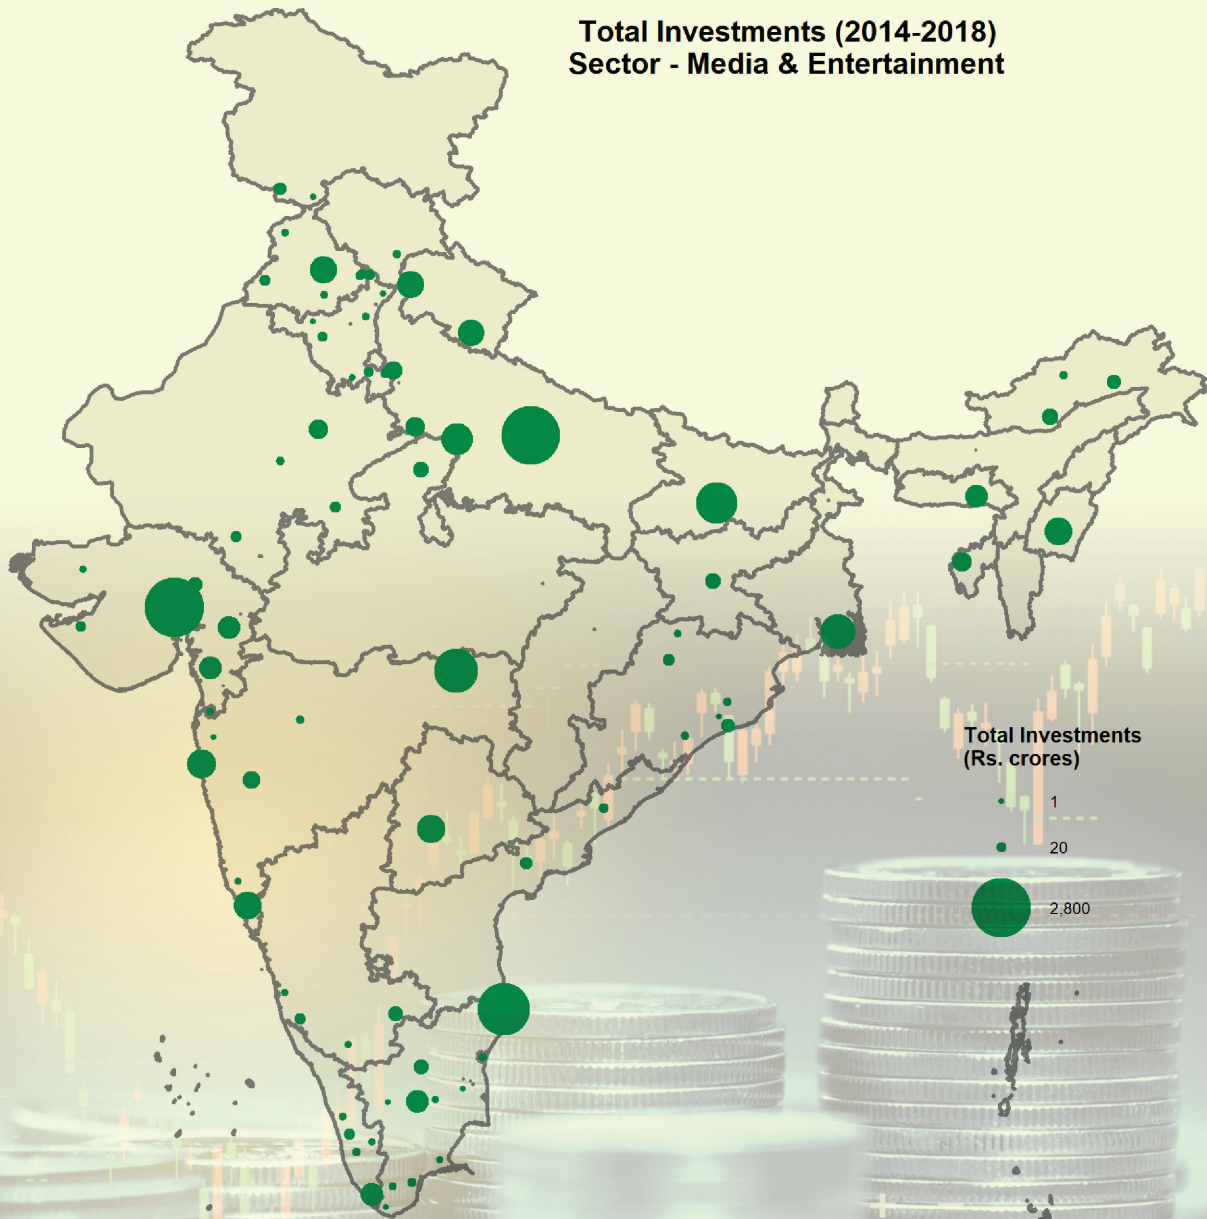 Total Investments (2014-2018)
Sector - Media & Entertainment
Total Investments
(Rs. crores)
1
20
2,800